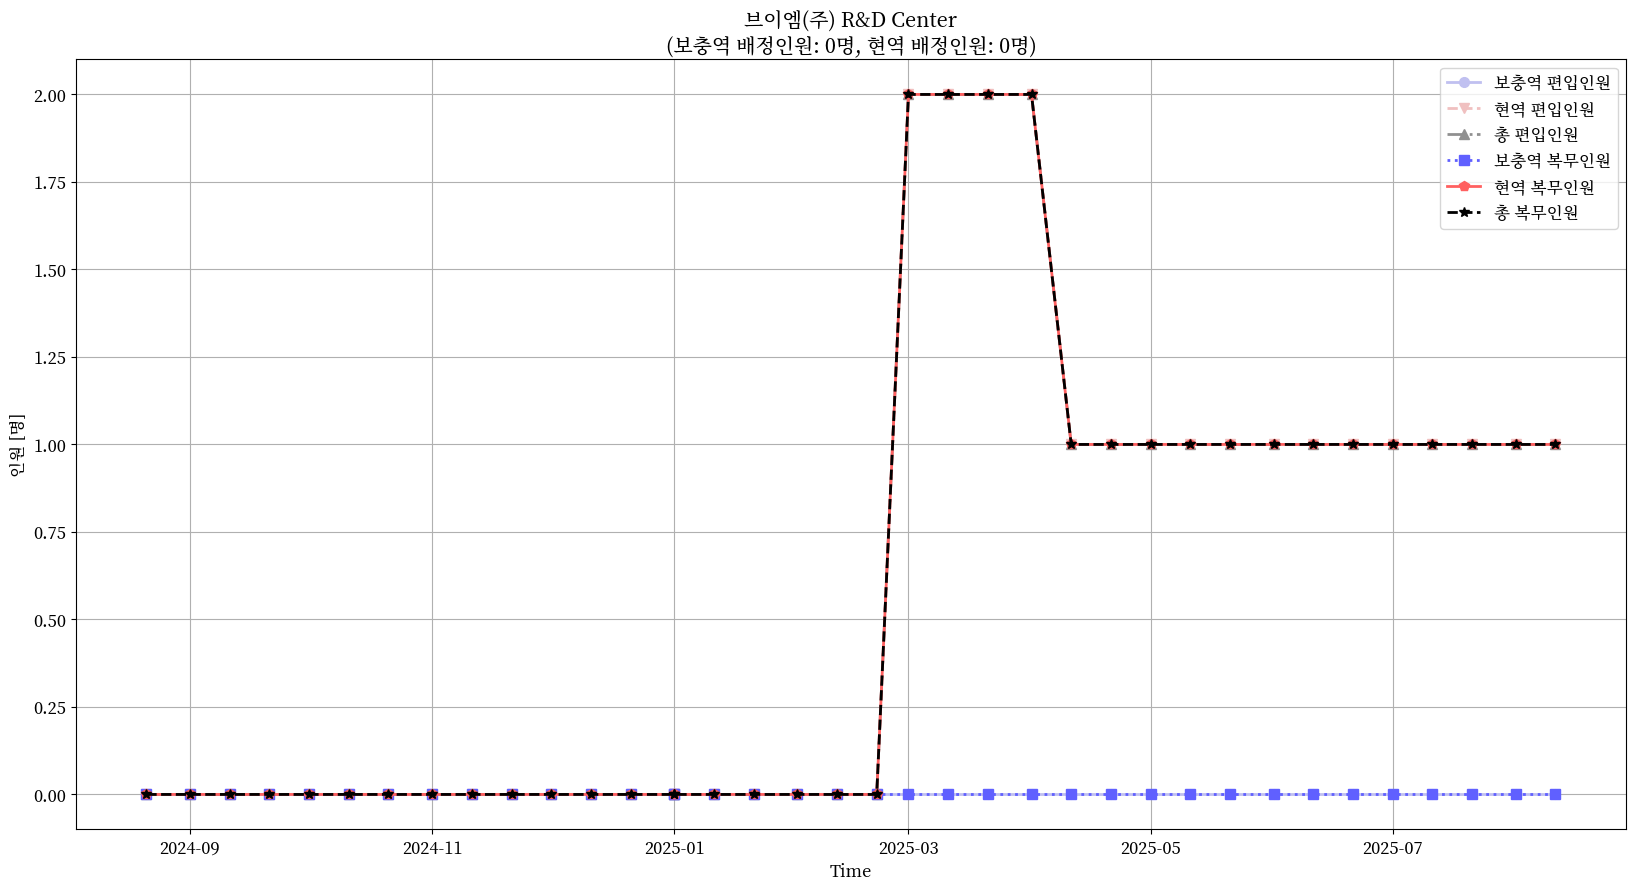 브이엠(주) R&D Center
(보충역 배정인원: 0명, 현역 배정인원: 0명)
보충역 편입인원
현역 편입인원
총 편입인원
보충역 복무인원
현역 복무인원
총 복무인원
인원 [명]
2.00
1.75
1.50
1.25
1.00
0.75
0.50
0.25
0.00
2024-09
2024-11
2025-01
2025-03
2025-05
2025-07
Time